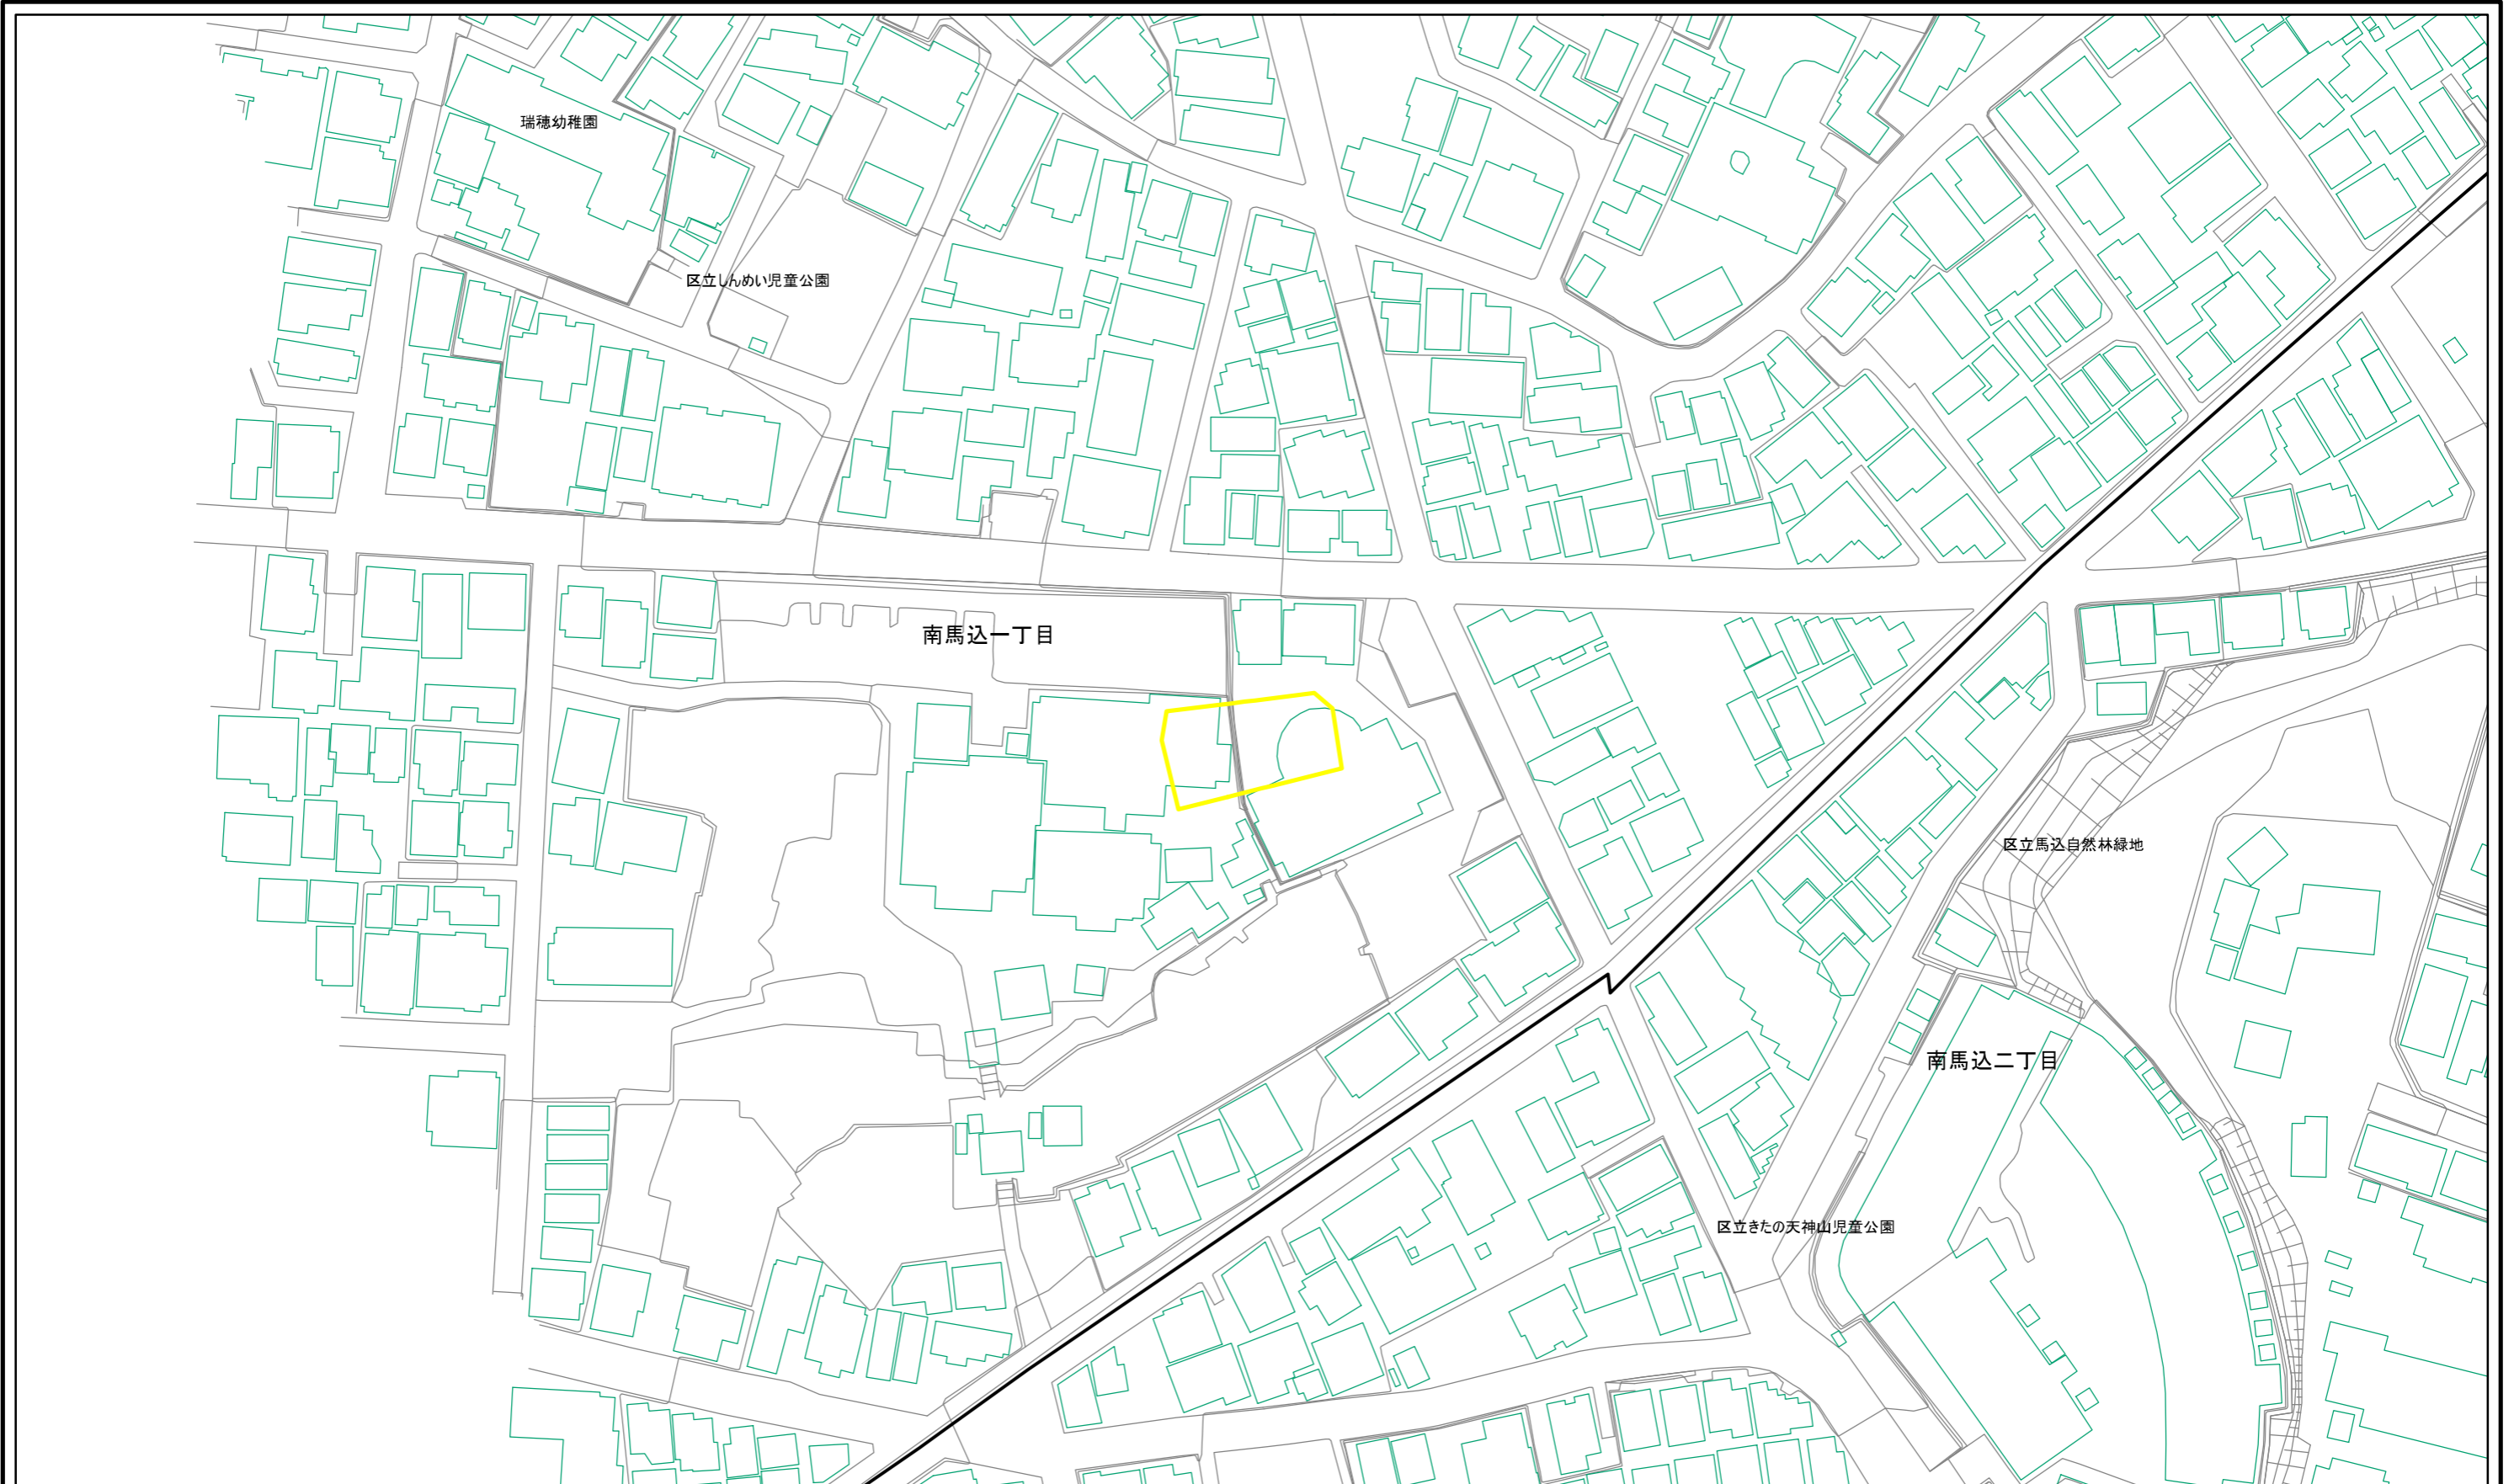 瑞穂幼稚園
区立しんめい児童公園
南馬込一丁目
区立馬込自然林緑地
南馬込二丁目
区立きたの天神山児童公園